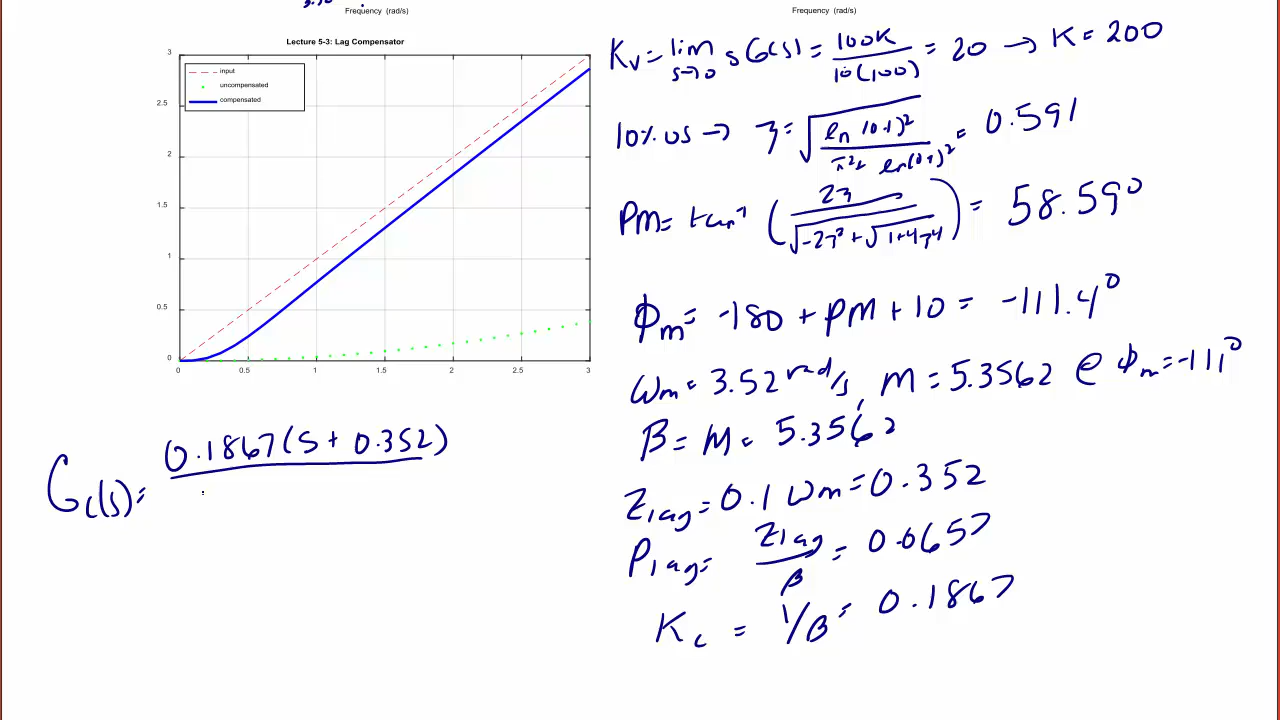 Frequency (rad/s)
Frequency (rad/s)
Lecture 5-3: Lag Compensator
input
uncompensated
compensated
3
2.5
2
1.5
1
0.5
0
0 0.5 1 1.5 2 2.5 3
Kv = lim s→0 s G(s) = 100K / 10(100) = 20 → K = 200
10% OS → ζ = √(ln(0.1)² / π² + ln(0.1)²) = 0.591
PM = tan⁻¹ (2ζ / √(-2ζ² + √(1+4ζ⁴))) = 58.59°
ϕm = -180 + PM + 10 = -111.4°
ωm = 3.52 rad/s, M = 5.3562 @ ϕm = -111°
β = M = 5.3562
Zlag = 0.1 ωm = 0.352
Plag = Zlag / β = 0.0657
Kc = 1/β = 0.1867
Gc(s) = 0.1867(s + 0.352)